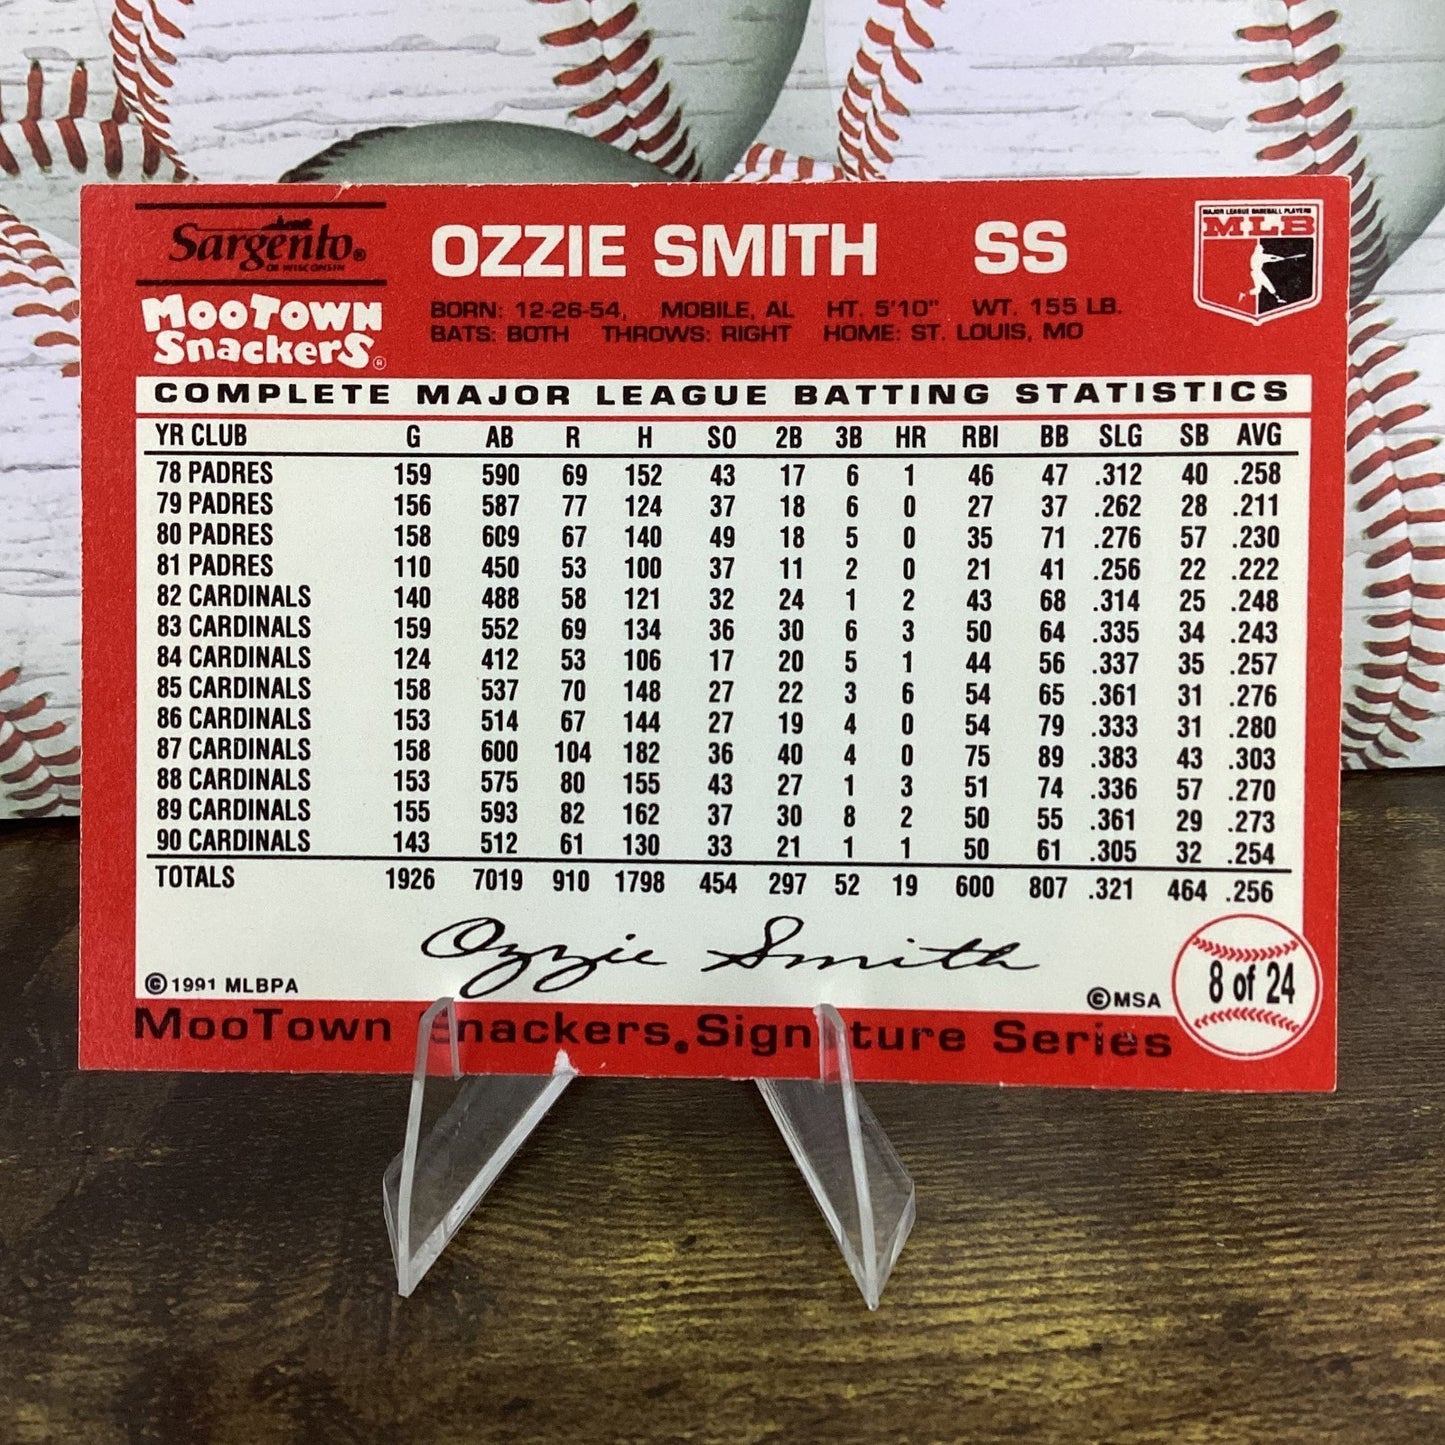 Sargento®
OF WISCONSIN
MooTown
SnackerS®
OZZIE SMITH SS
MAJOR LEAGUE BASEBALL PLAYERS
MLB
BORN: 12-26-54, MOBILE, AL HT. 5'10" WT. 155 LB.
BATS: BOTH THROWS: RIGHT HOME: ST. LOUIS, MO
COMPLETE MAJOR LEAGUE BATTING STATISTICS
YR CLUB G AB R H SO 2B 3B HR RBI BB SLG SB AVG
78 PADRES 159 590 69 152 43 17 6 1 46 47 .312 40 .258
79 PADRES 156 587 77 124 37 18 6 0 27 37 .262 28 .211
80 PADRES 158 609 67 140 49 18 5 0 35 71 .276 57 .230
81 PADRES 110 450 53 100 37 11 2 0 21 41 .256 22 .222
82 CARDINALS 140 488 58 121 32 24 1 2 43 68 .314 25 .248
83 CARDINALS 159 552 69 134 36 30 6 3 50 64 .335 34 .243
84 CARDINALS 124 412 53 106 17 20 5 1 44 56 .337 35 .257
85 CARDINALS 158 537 70 148 27 22 3 6 54 65 .361 31 .276
86 CARDINALS 153 514 67 144 27 19 4 0 54 79 .333 31 .280
87 CARDINALS 158 600 104 182 36 40 4 0 75 89 .383 43 .303
88 CARDINALS 153 575 80 155 43 27 1 3 51 74 .336 57 .270
89 CARDINALS 155 593 82 162 37 30 8 2 50 55 .361 29 .273
90 CARDINALS 143 512 61 130 33 21 1 1 50 61 .305 32 .254
TOTALS 1926 7019 910 1798 454 297 52 19 600 807 .321 464 .256
Ozzie Smith
©1991 MLBPA
©MSA
8 of 24
MooTown Snackers® Signature Series